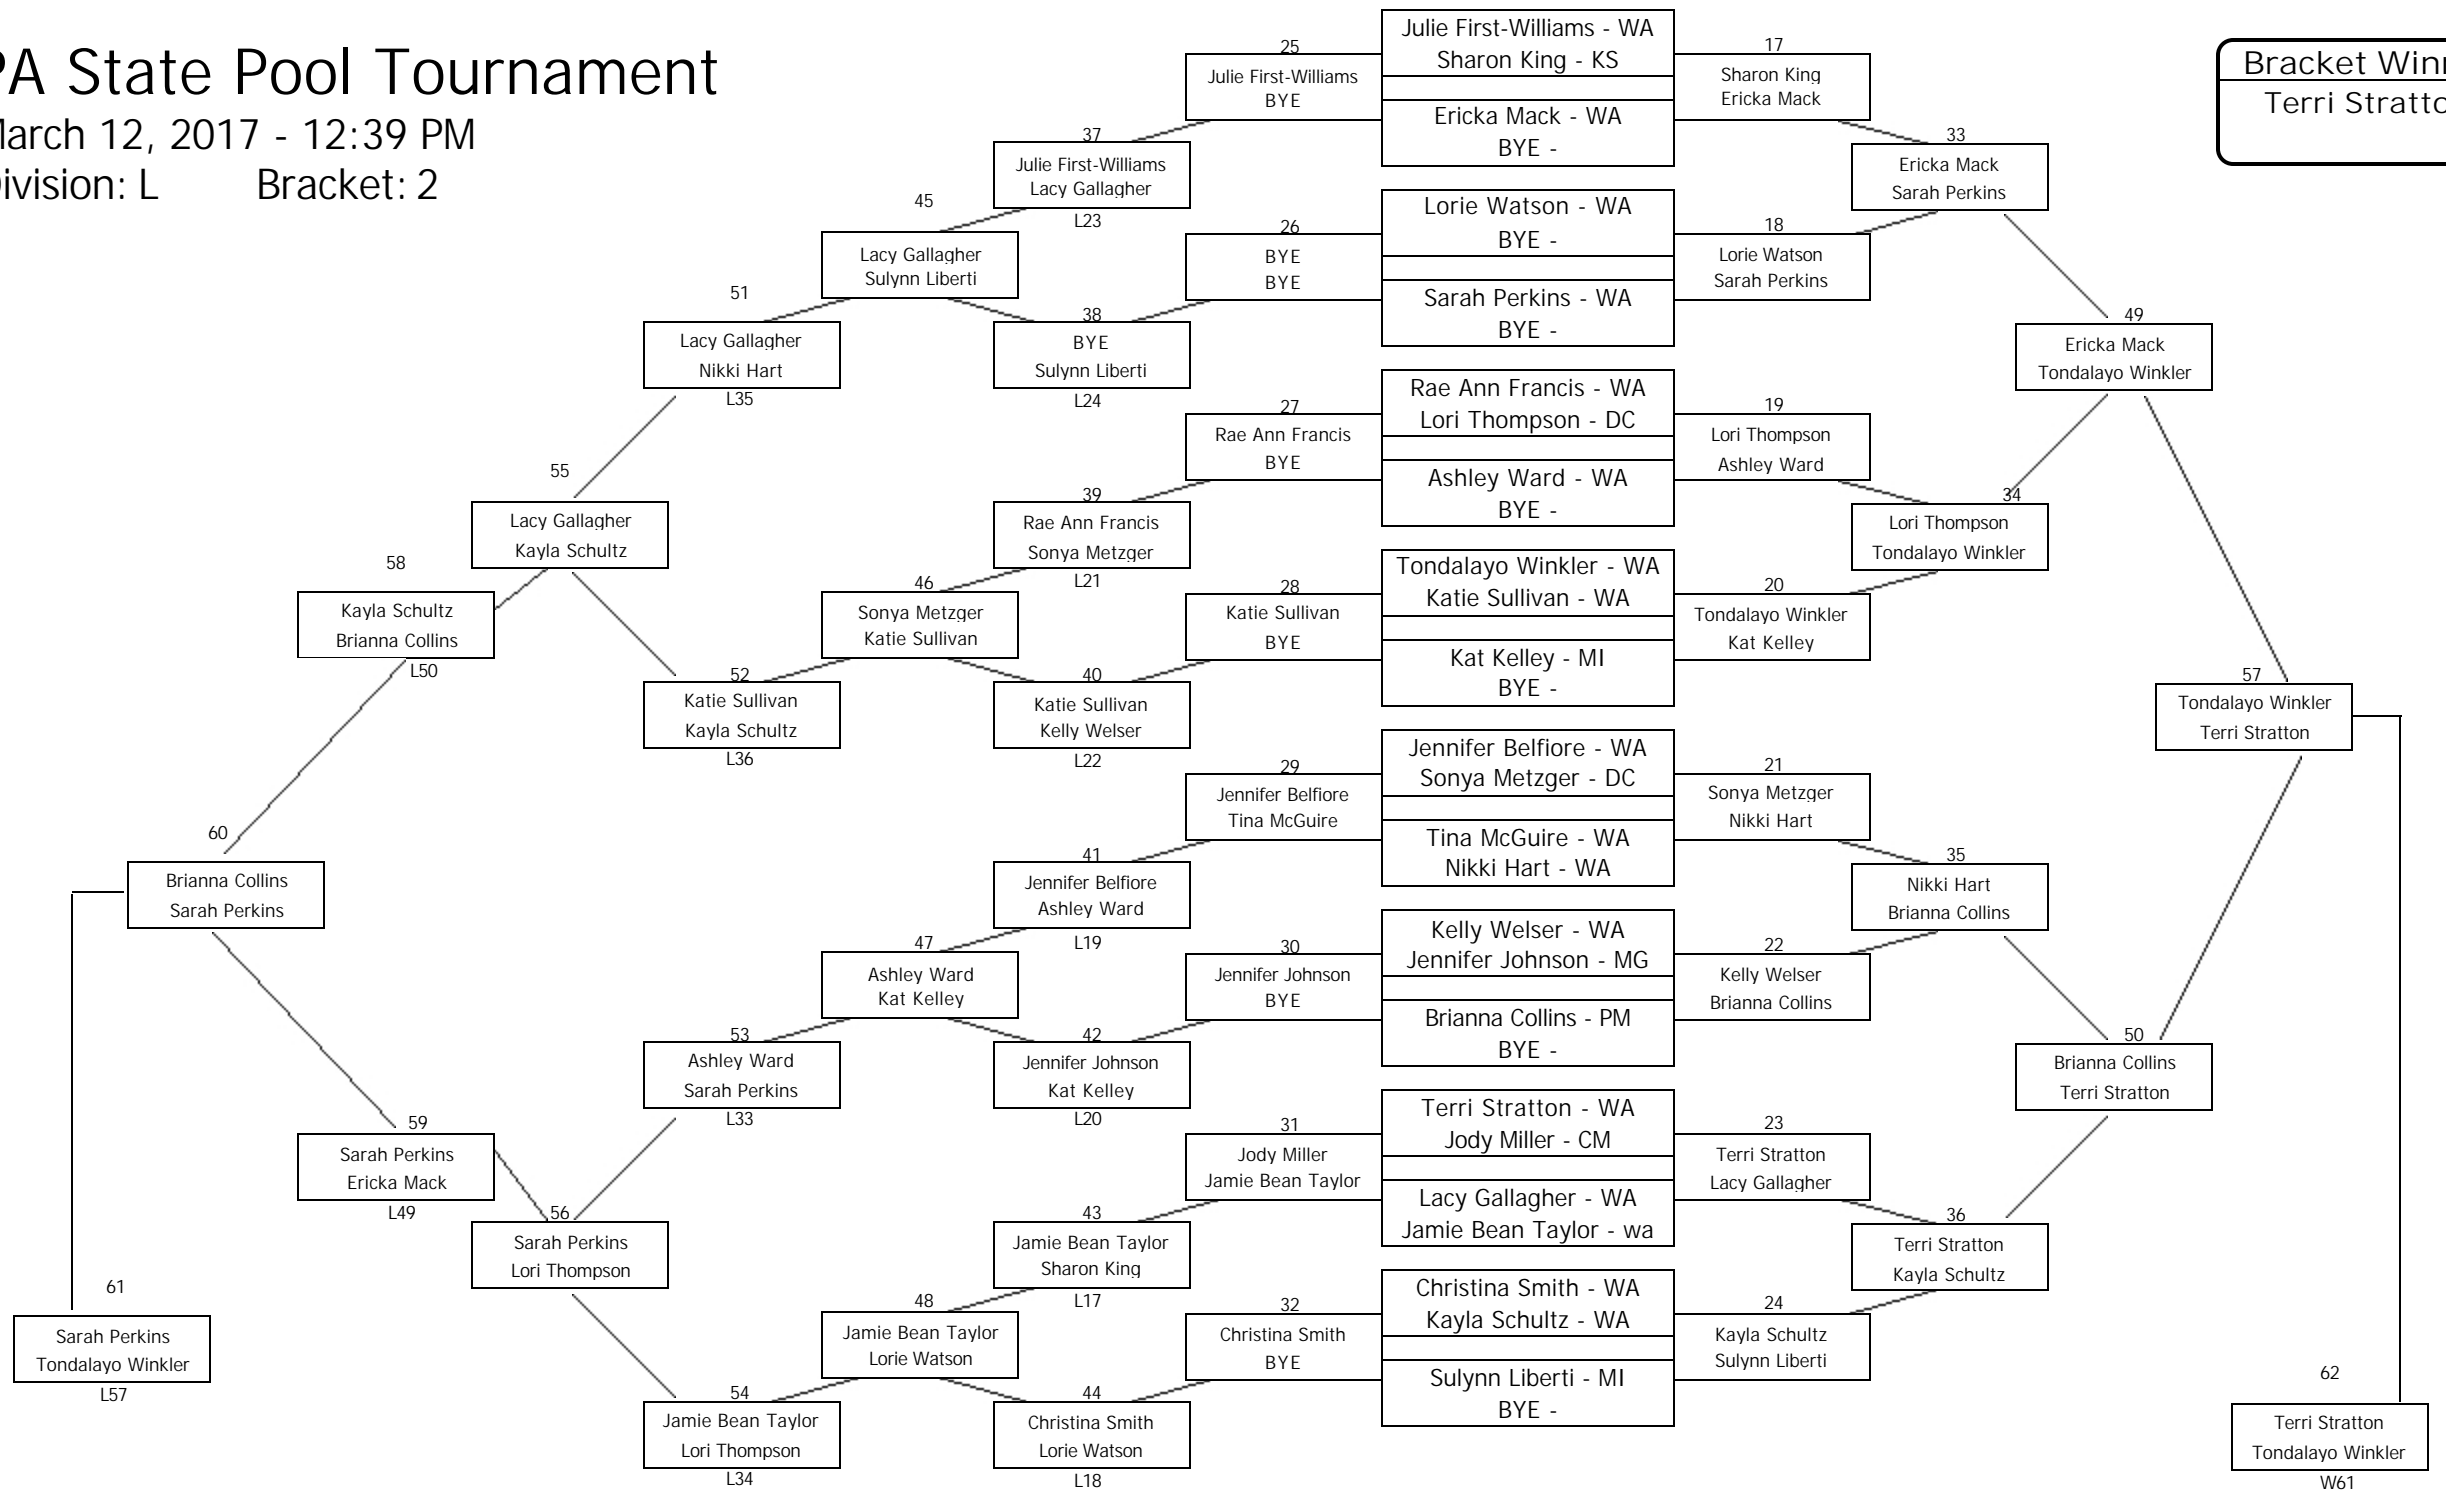 PA State Pool Tournament
March 12, 2017 - 12:39 PM
Division: L Bracket: 2
Bracket Win
Terri Stratto
61
Sarah Perkins
Tondalayo Winkler
L57
60
Brianna Collins
Sarah Perkins
58
Kayla Schultz
Brianna Collins
L50
59
Sarah Perkins
Ericka Mack
L49
55
Lacy Gallagher
Kayla Schultz
56
Sarah Perkins
Lori Thompson
51
Lacy Gallagher
Nikki Hart
L35
52
Katie Sullivan
Kayla Schultz
L36
53
Ashley Ward
Sarah Perkins
L33
54
Jamie Bean Taylor
Lori Thompson
L34
45
Lacy Gallagher
Sulynn Liberti
46
Sonya Metzger
Katie Sullivan
47
Ashley Ward
Kat Kelley
48
Jamie Bean Taylor
Lorie Watson
37
Julie First-Williams
Lacy Gallagher
L23
38
BYE
Sulynn Liberti
L24
39
Rae Ann Francis
Sonya Metzger
L21
40
Katie Sullivan
Kelly Welser
L22
41
Jennifer Belfiore
Ashley Ward
L19
42
Jennifer Johnson
Kat Kelley
L20
43
Jamie Bean Taylor
Sharon King
L17
44
Christina Smith
Lorie Watson
L18
25
Julie First-Williams
BYE
26
BYE
BYE
27
Rae Ann Francis
BYE
28
Katie Sullivan
BYE
29
Jennifer Belfiore
Tina McGuire
30
Jennifer Johnson
BYE
31
Jody Miller
Jamie Bean Taylor
32
Christina Smith
BYE
Julie First-Williams - WA
Sharon King - KS
Ericka Mack - WA
BYE -
Lorie Watson - WA
BYE -
Sarah Perkins - WA
BYE -
Rae Ann Francis - WA
Lori Thompson - DC
Ashley Ward - WA
BYE -
Tondalayo Winkler - WA
Katie Sullivan - WA
Kat Kelley - MI
BYE -
Jennifer Belfiore - WA
Sonya Metzger - DC
Tina McGuire - WA
Nikki Hart - WA
Kelly Welser - WA
Jennifer Johnson - MG
Brianna Collins - PM
BYE -
Terri Stratton - WA
Jody Miller - CM
Lacy Gallagher - WA
Jamie Bean Taylor - wa
Christina Smith - WA
Kayla Schultz - WA
Sulynn Liberti - MI
BYE -
17
Sharon King
Ericka Mack
18
Lorie Watson
Sarah Perkins
19
Lori Thompson
Ashley Ward
20
Tondalayo Winkler
Kat Kelley
21
Sonya Metzger
Nikki Hart
22
Kelly Welser
Brianna Collins
23
Terri Stratton
Lacy Gallagher
24
Kayla Schultz
Sulynn Liberti
33
Ericka Mack
Sarah Perkins
34
Lori Thompson
Tondalayo Winkler
35
Nikki Hart
Brianna Collins
36
Terri Stratton
Kayla Schultz
49
Ericka Mack
Tondalayo Winkler
50
Brianna Collins
Terri Stratton
57
Tondalayo Winkler
Terri Stratton
62
Terri Stratton
Tondalayo Winkler
W61